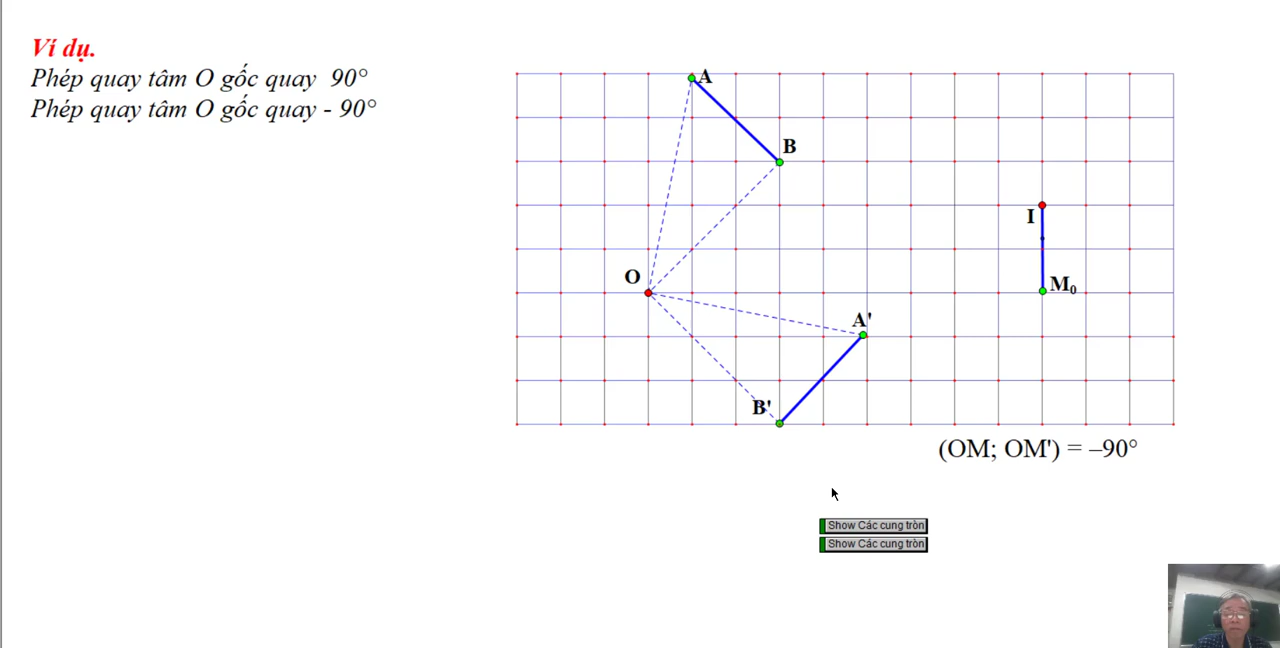 Ví dụ.
Phép quay tâm O gốc quay 90°
Phép quay tâm O gốc quay - 90°
A
B
I
O
M₀
A'
B'
(OM; OM') = –90°
Show Các cung tròn
Show Các cung tròn